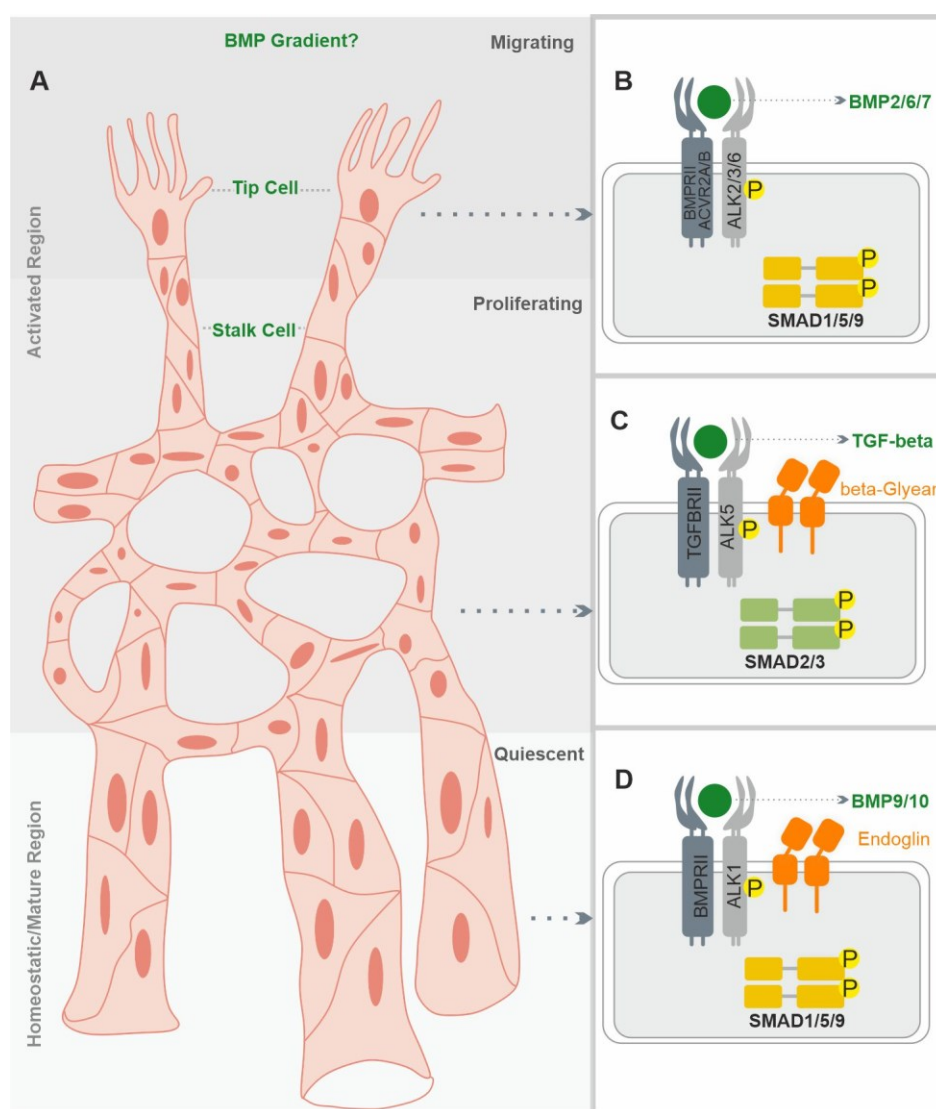 BMP Gradient?
Migrating
A
Tip Cell
Activated Region
Proliferating
Stalk Cell
Quiescent
Homeostatic/Mature Region
B
BMP2/6/7
BMPRII
ACVR2A/B
ALK2/3/6
P
P
P
SMAD1/5/9
C
TGF-beta
beta-Glyean
TGFBRII
ALK5
P
P
P
SMAD2/3
D
BMP9/10
Endoglin
BMPRII
ALK1
P
P
P
SMAD1/5/9